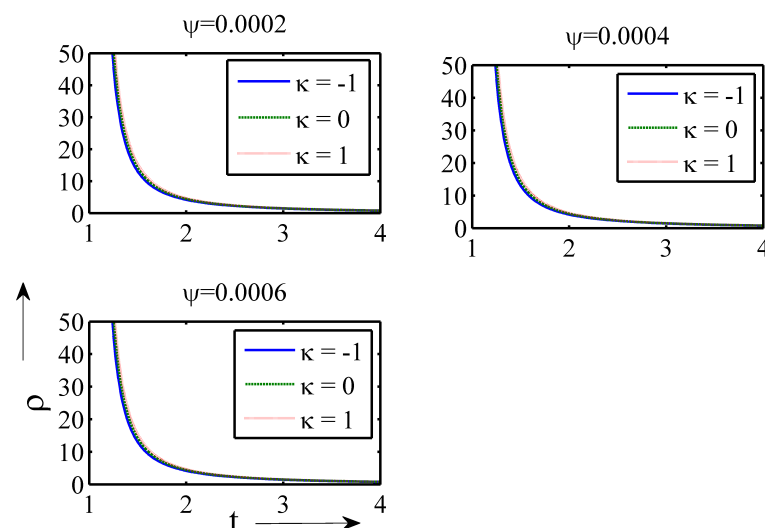 ψ=0.0002
50
40
30
20
10
0
1 2 3 4
κ = -1
κ = 0
κ = 1
ψ=0.0004
50
40
30
20
10
0
1 2 3 4
κ = -1
κ = 0
κ = 1
ψ=0.0006
50
40
30
20
10
0
1 2 3 4
κ = -1
κ = 0
κ = 1
ρ
t